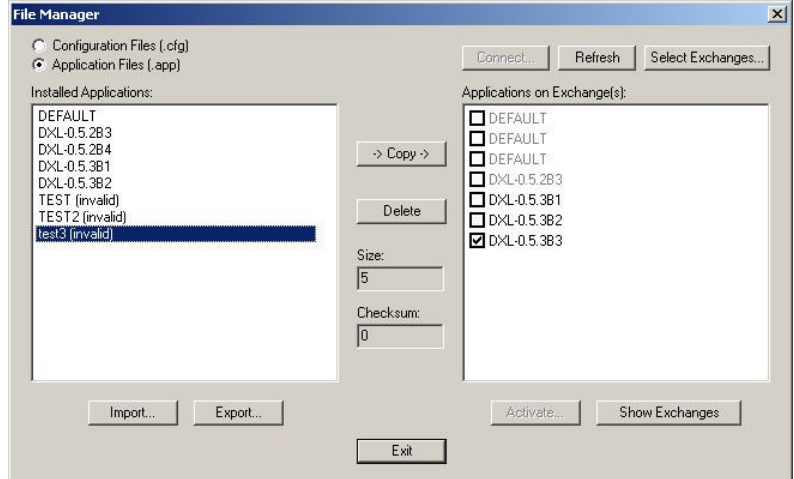 File Manager
Configuration Files (.cfg)
Application Files (.app)
Connect...
Refresh
Select Exchanges...
Installed Applications:
DEFAULT
DXL-0.5.2B3
DXL-0.5.2B4
DXL-0.5.3B1
DXL-0.5.3B2
TEST (invalid)
TEST2 (invalid)
test3 (invalid)
-> Copy ->
Delete
Size:
5
Checksum:
0
Applications on Exchange(s):
DEFAULT
DEFAULT
DEFAULT
DXL-0.5.2B3
DXL-0.5.3B1
DXL-0.5.3B2
DXL-0.5.3B3
Import...
Export...
Activate...
Show Exchanges
Exit